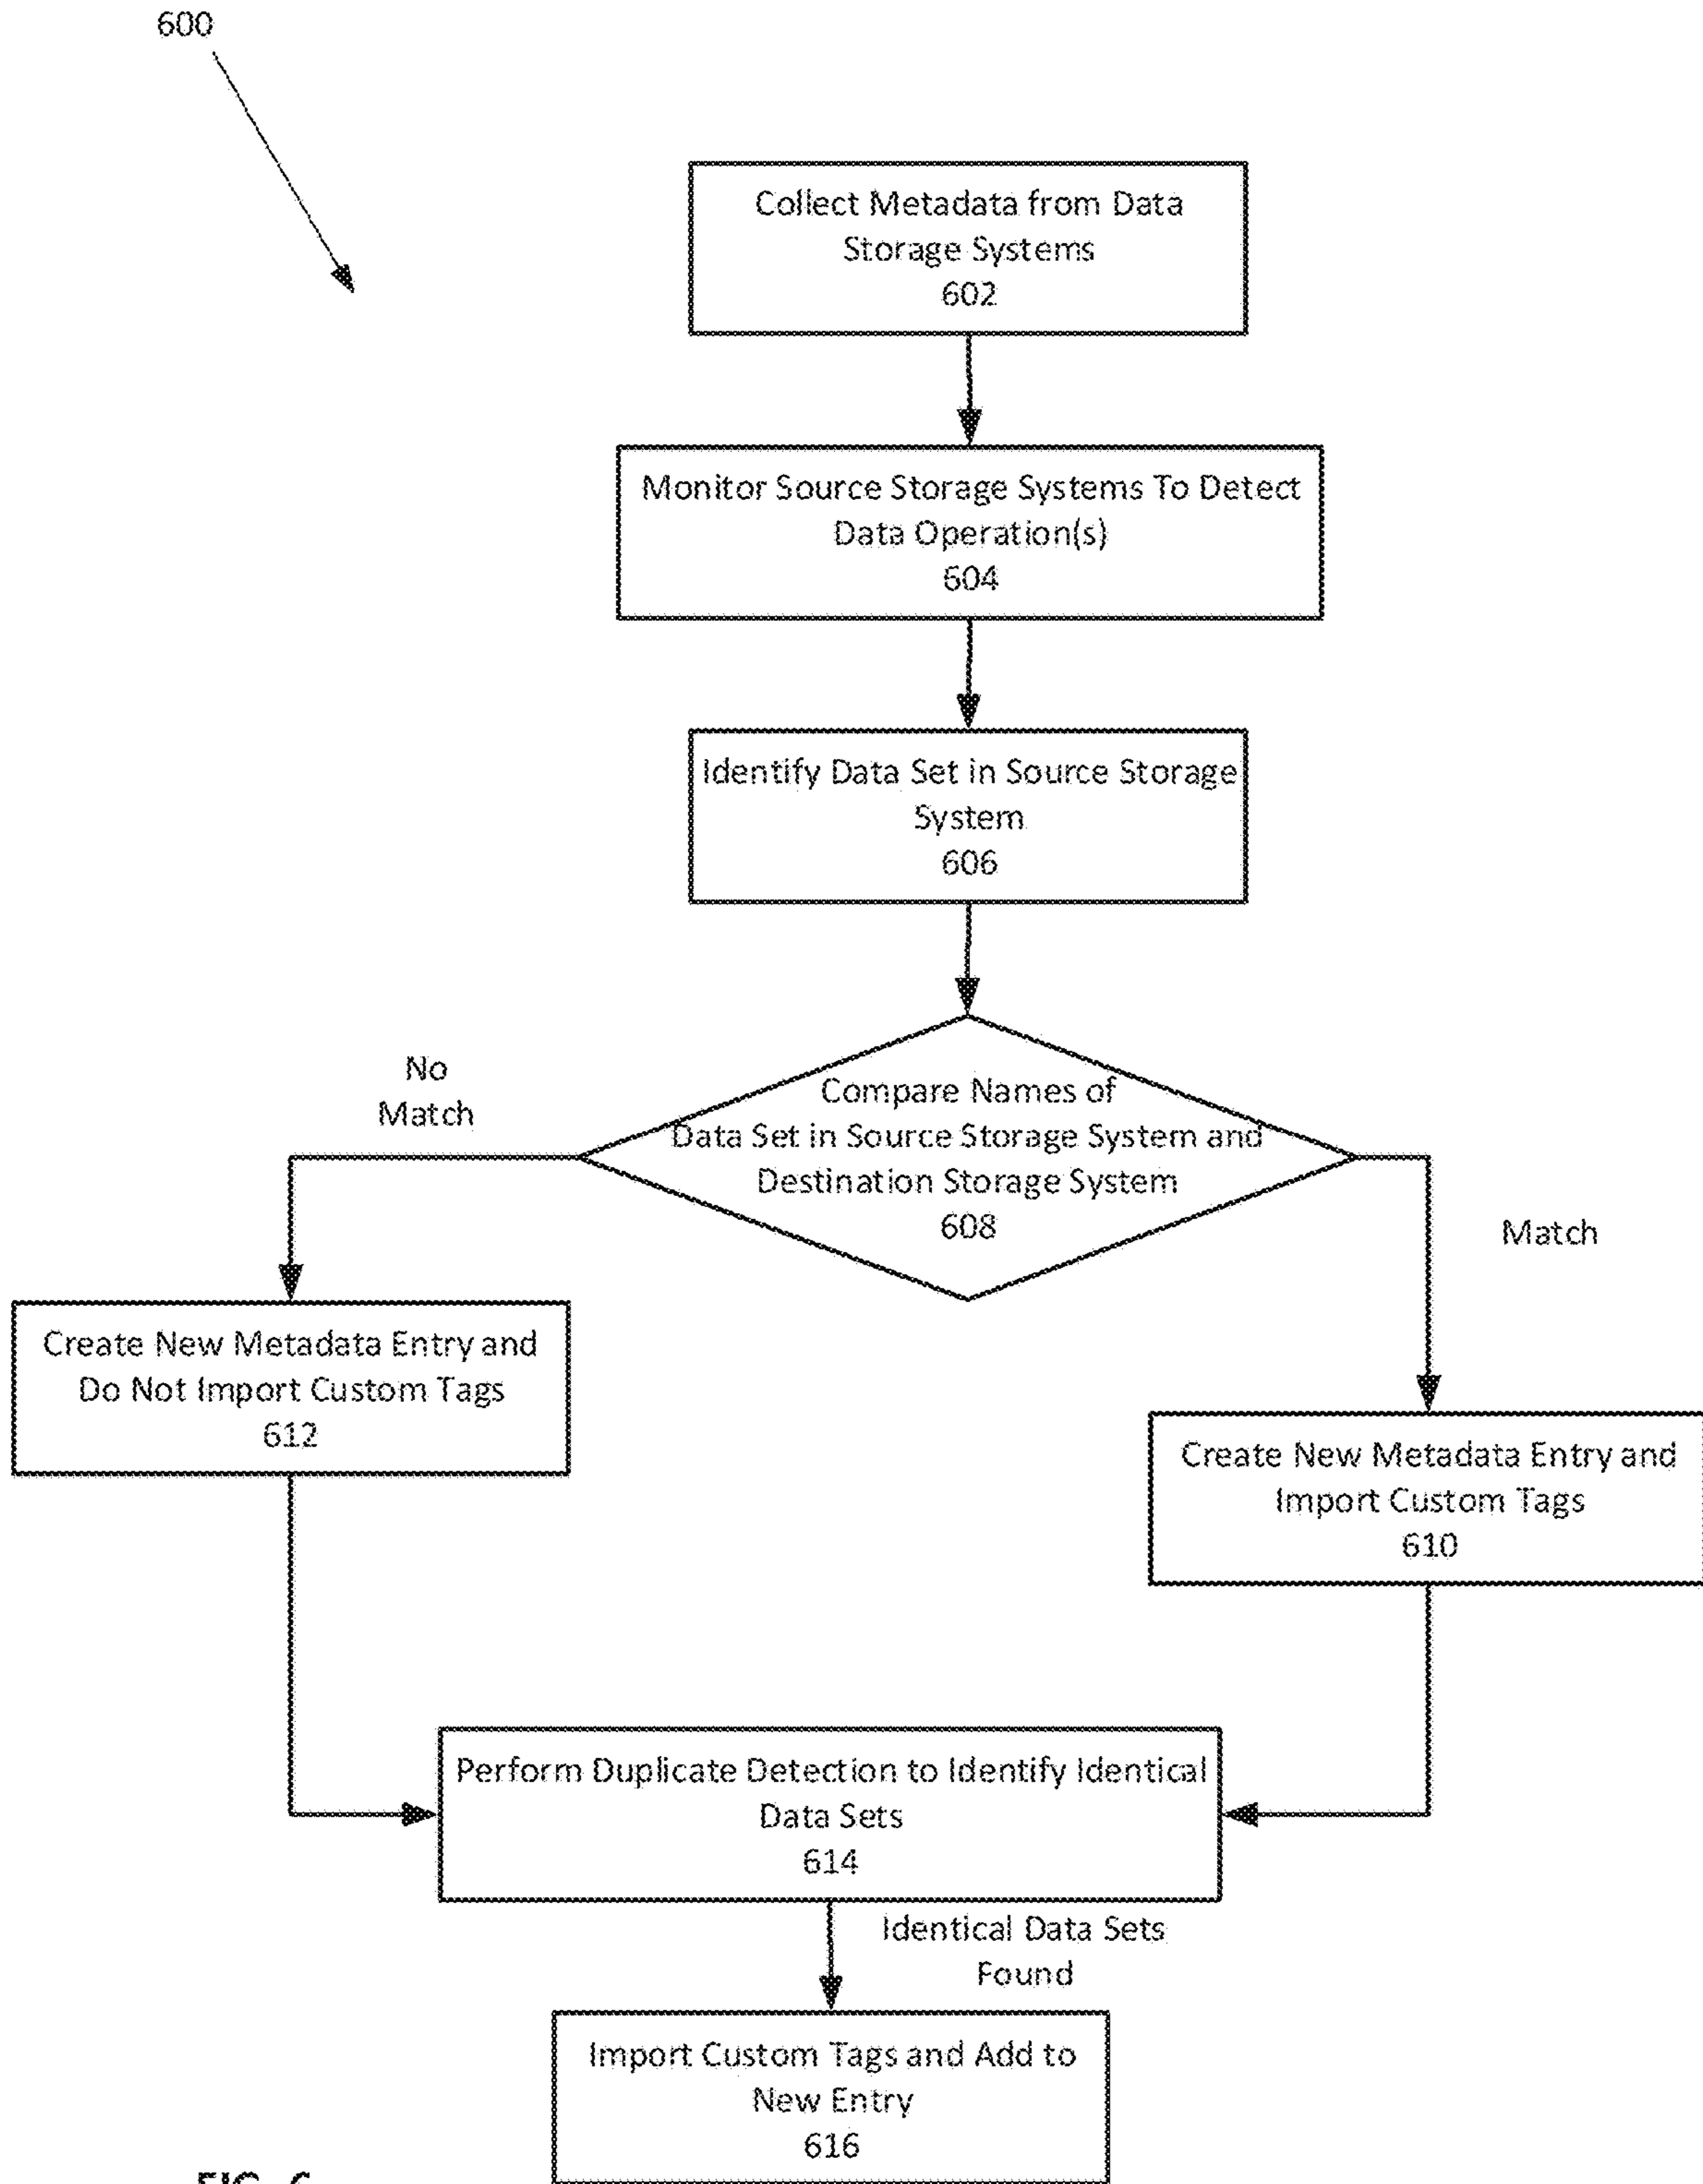 600
Collect Metadata from Data
Storage Systems
602
Monitor Source Storage Systems To Detect
Data Operation(s)
604
Identify Data Set in Source Storage
System
606
No
Match
Compare Names of
Data Set in Source Storage System and
Destination Storage System
608
Match
Create New Metadata Entry and
Do Not Import Custom Tags
612
Create New Metadata Entry and
Import Custom Tags
610
Perform Duplicate Detection to Identify Identical
Data Sets
614
Identical Data Sets
Found
Import Custom Tags and Add to
New Entry
616
FIG. 6